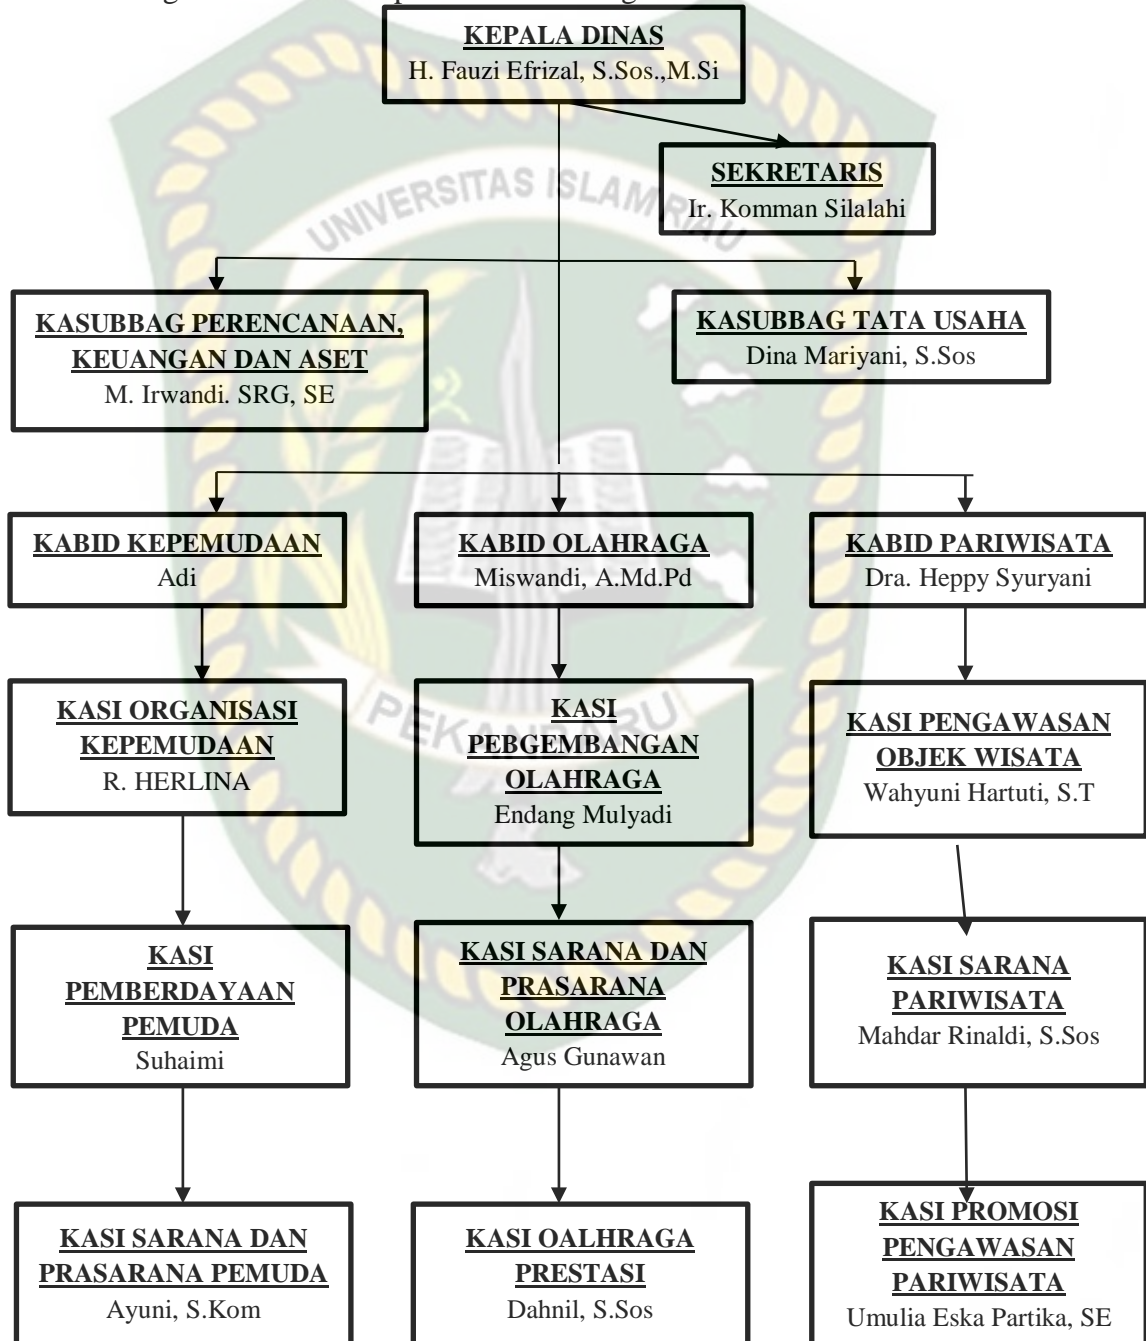 KEPALA DINAS
H. Fauzi Efrizal, S.Sos.,M.Si
SEKRETARIS
Ir. Komman Silalahi
UNIVERSITAS ISLAM RIAU
KASUBBAG PERENCANAAN,
KEUANGAN DAN ASET
M. Irwandi. SRG, SE
KASUBBAG TATA USAHA
Dina Mariyani, S.Sos
KABID KEPEMUDAAN
Adi
KABID OLAHRAGA
Miswandi, A.Md.Pd
KABID PARIWISATA
Dra. Heppy Syuryani
PEKANBARU
KASI ORGANISASI
KEPEMUDAAN
R. HERLINA
KASI
PEBGEMBANGAN
OLAHRAGA
Endang Mulyadi
KASI PENGAWASAN
OBJEK WISATA
Wahyuni Hartuti, S.T
KASI
PEMBERDAYAAN
PEMUDA
Suhaimi
KASI SARANA DAN
PRASARANA
OLAHRAGA
Agus Gunawan
KASI SARANA
PARIWISATA
Mahdar Rinaldi, S.Sos
KASI SARANA DAN
PRASARANA PEMUDA
Ayuni, S.Kom
KASI OALHRAGA
PRESTASI
Dahnil, S.Sos
KASI PROMOSI
PENGAWASAN
PARIWISATA
Umulia Eska Partika, SE